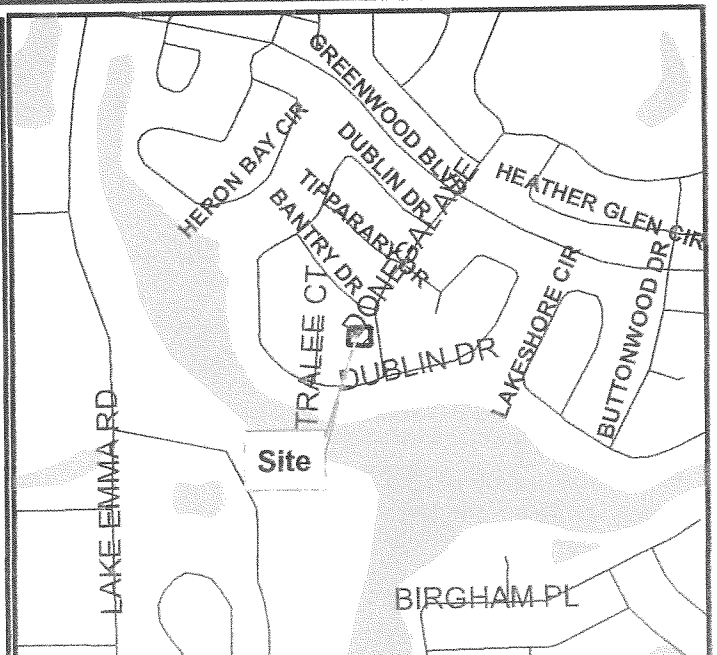 GREENWOOD BLVD
DUBLIN DR
HEATHER GLEN CIR
HERON BAY CIR
TIPPARARY DR
BANTRY DR
DONEGAL AVE
TRALEE CT
LAKESHORE CIR
BUTTONWOOD DR
DUBLIN DR
Site
LAKE EMMA RD
BIRGHAM PL